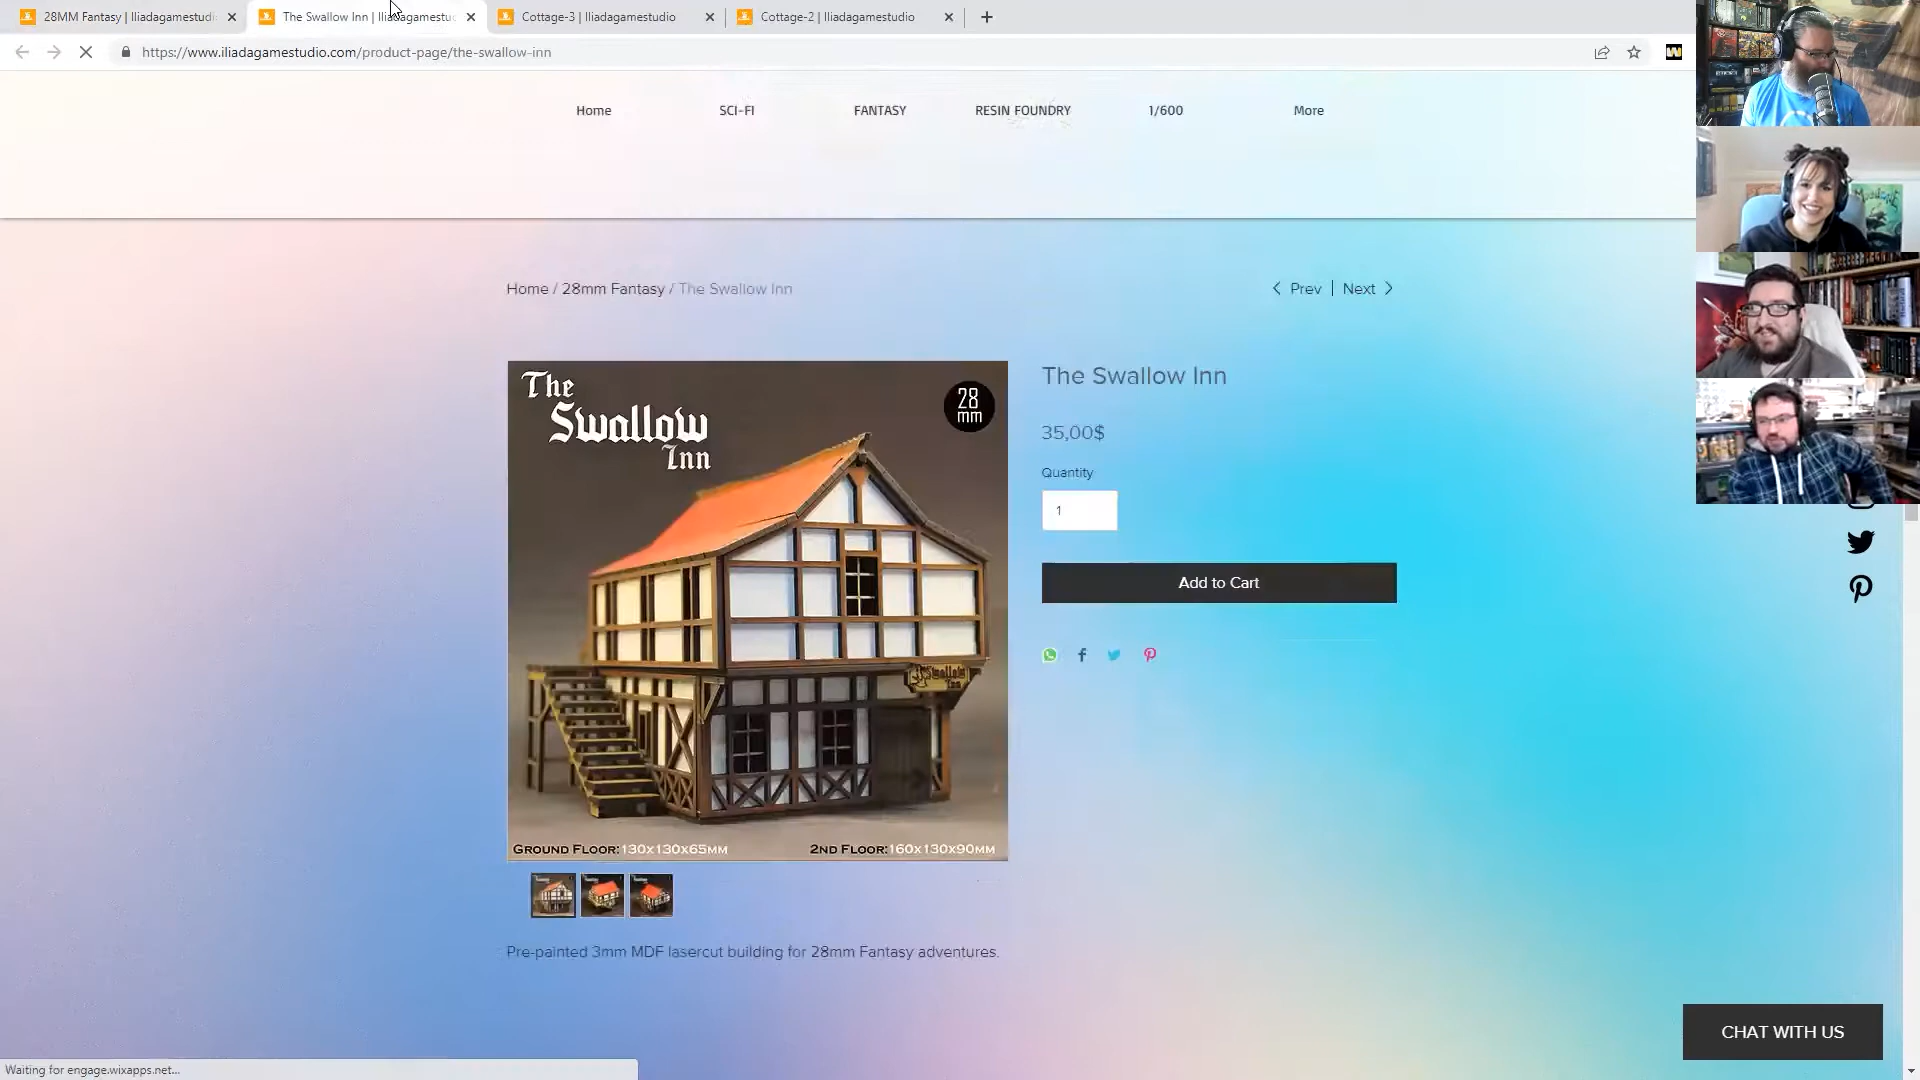 28MM Fantasy | Iliadagamestudi
The Swallow Inn | Iliadagamestu
Cottage-3 | Iliadagamestudio
Cottage-2 | Iliadagamestudio
https://www.iliadagamestudio.com/product-page/the-swallow-inn
Home
SCI-FI
FANTASY
RESIN FOUNDRY
1/600
More
Home / 28mm Fantasy / The Swallow Inn
Prev | Next
The
Swallow
Inn
28
mm
Swallow
Inn
GROUND FLOOR:130X130X65MM
2ND FLOOR:160X130X90MM
The Swallow Inn
35,00$
Quantity
1
Add to Cart
Pre-painted 3mm MDF lasercut building for 28mm Fantasy adventures.
CHAT WITH US
Waiting for engage.wixapps.net...